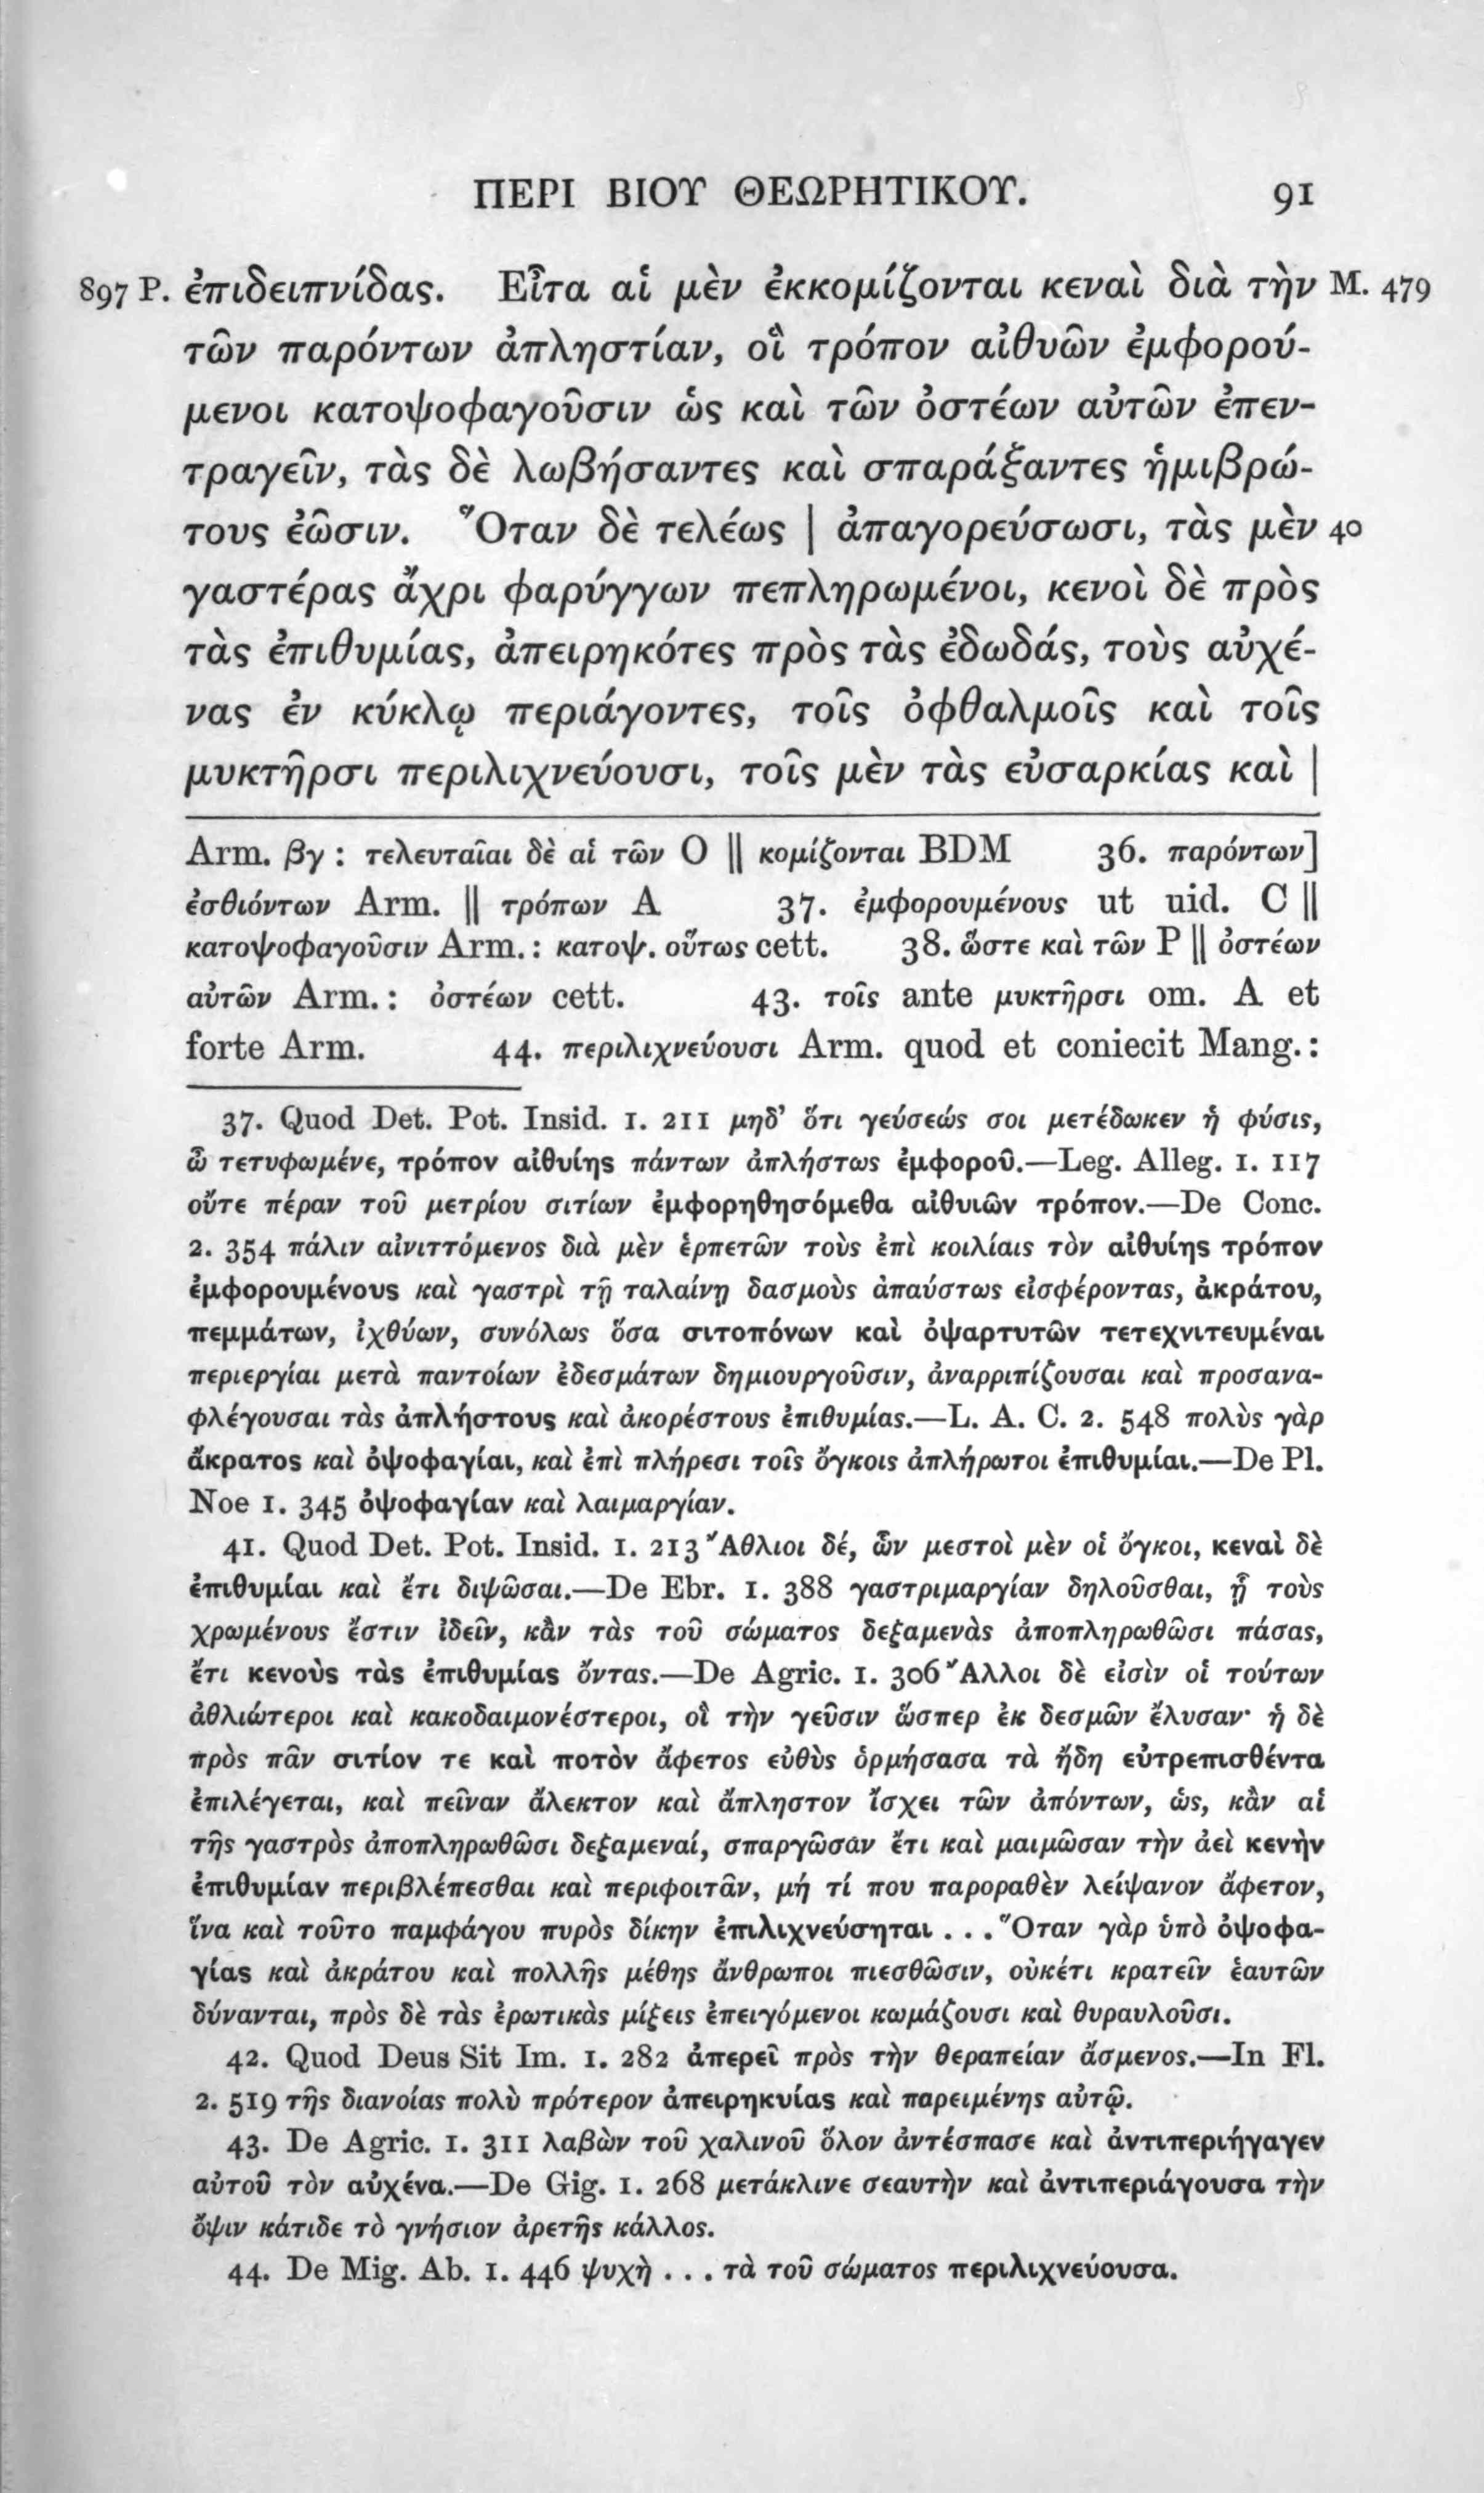 ΠΕΡΙ ΒΙΟΥ ΘΕΩΡΗΤΙΚΟΥ. 91
897 P. ἐπιδειπνίδας. Εἶτα αἱ μὲν ἐκκομίζονται κεναὶ διὰ τὴν M. 479
τῶν παρόντων ἀπληστίαν, οἳ τρόπον αἰθυῶν ἐμφορού-
μενοι κατοψοφαγοῦσιν ὡς καὶ τῶν ὀστέων αὐτῶν ἐπεν-
τραγεῖν, τὰς δὲ λωβήσαντες καὶ σπαράξαντες ἡμιβρώ-
τους ἐῶσιν. Ὅταν δὲ τελέως | ἀπαγορεύσωσι, τὰς μὲν 40
γαστέρας ἄχρι φαρύγγων πεπληρωμένοι, κενοὶ δὲ πρὸς
τὰς ἐπιθυμίας, ἀπειρηκότες πρὸς τὰς ἐδωδάς, τοὺς αὐχέ-
νας ἐν κύκλῳ περιάγοντες, τοῖς ὀφθαλμοῖς καὶ τοῖς
μυκτῆρσι περιλιχνεύουσι, τοῖς μὲν τὰς εὐσαρκίας καὶ |
Arm. βγ : τελευταῖαι δὲ αἱ τῶν O || κομίζονται BDM 36. παρόντων]
ἐσθιόντων Arm. || τρόπων A 37. ἐμφορουμένους ut uid. C ||
κατοψοφαγοῦσιν Arm. : κατοψ. οὕτως cett. 38. ὥστε καὶ τῶν P || ὀστέων
αὐτῶν Arm. : ὀστέων cett. 43. τοῖς ante μυκτῆρσι om. A et
forte Arm. 44. περιλιχνεύουσι Arm. quod et coniecit Mang. :
37. Quod Det. Pot. Insid. 1. 211 μηδ’ ὅτι γεύσεώς σοι μετέδωκεν ἡ φύσις,
ὦ τετυφωμένε, τρόπον αἰθυίης πάντων ἀπλήστως ἐμφοροῦ.—Leg. Alleg. 1. 117
οὔτε πέραν τοῦ μετρίου σιτίων ἐμφορηθησόμεθα αἰθυιῶν τρόπον.—De Conc.
2. 354 πάλιν αἰνιττόμενος διὰ μὲν ἑρπετῶν τοὺς ἐπὶ κοιλίαις τὸν αἰθυίης τρόπον
ἐμφορουμένους καὶ γαστρὶ τῇ ταλαίνῃ δασμοὺς ἀπαύστως εἰσφέροντας, ἀκράτου,
πεμμάτων, ἰχθύων, συνόλως ὅσα σιτοπόνων καὶ ὀψαρτυτῶν τετεχνιτευμέναι
περιεργίαι μετὰ παντοίων ἐδεσμάτων δημιουργοῦσιν, ἀναρριπίζουσαι καὶ προσανα-
φλέγουσαι τὰς ἀπλήστους καὶ ἀκορέστους ἐπιθυμίας.—L. A. C. 2. 548 πολὺς γὰρ
ἄκρατος καὶ ὀψοφαγίαι, καὶ ἐπὶ πλήρεσι τοῖς ὄγκοις ἀπλήρωτοι ἐπιθυμίαι.—De Pl.
Noe 1. 345 ὀψοφαγίαν καὶ λαιμαργίαν.
41. Quod Det. Pot. Insid. 1. 213 Ἄθλιοι δέ, ὧν μεστοὶ μὲν οἱ ὄγκοι, κεναὶ δὲ
ἐπιθυμίαι καὶ ἔτι διψῶσαι.—De Ebr. 1. 388 γαστριμαργίαν δηλοῦσθαι, ᾗ τοὺς
χρωμένους ἔστιν ἰδεῖν, κἂν τὰς τοῦ σώματος δεξαμενὰς ἀποπληρωθῶσι πάσας,
ἔτι κενοὺς τὰς ἐπιθυμίας ὄντας.—De Agric. 1. 306 Ἄλλοι δὲ εἰσὶν οἱ τούτων
ἀθλιώτεροι καὶ κακοδαιμονέστεροι, οἳ τὴν γεῦσιν ὥσπερ ἐκ δεσμῶν ἔλυσαν· ἡ δὲ
πρὸς πᾶν σιτίον τε καὶ ποτὸν ἄφετος εὐθὺς ὁρμήσασα τὰ ἤδη εὐτρεπισθέντα
ἐπιλέγεται, καὶ πεῖναν ἄλεκτον καὶ ἄπληστον ἴσχει τῶν ἀπόντων, ὡς, κἂν αἱ
τῆς γαστρὸς ἀποπληρωθῶσι δεξαμεναί, σπαργῶσαν ἔτι καὶ μαιμῶσαν τὴν ἀεὶ κενὴν
ἐπιθυμίαν περιβλέπεσθαι καὶ περιφοιτᾶν, μή τί που παροραθὲν λείψανον ἄφετον,
ἵνα καὶ τοῦτο παμφάγου πυρὸς δίκην ἐπιλιχνεύσηται . . . Ὅταν γὰρ ὑπὸ ὀψοφα-
γίας καὶ ἀκράτου καὶ πολλῆς μέθης ἄνθρωποι πιεσθῶσιν, οὐκέτι κρατεῖν ἑαυτῶν
δύνανται, πρὸς δὲ τὰς ἐρωτικὰς μίξεις ἐπειγόμενοι κωμάζουσι καὶ θυραυλοῦσι.
42. Quod Deus Sit Im. 1. 282 ἀπερεῖ πρὸς τὴν θεραπείαν ἄσμενος.—In Fl.
2. 519 τῆς διανοίας πολὺ πρότερον ἀπειρηκυίας καὶ παρειμένης αὐτῷ.
43. De Agric. 1. 311 λαβὼν τοῦ χαλινοῦ ὅλον ἀντέσπασε καὶ ἀντιπεριήγαγεν
αὐτοῦ τὸν αὐχένα.—De Gig. 1. 268 μετάκλινε σεαυτὴν καὶ ἀντιπεριάγουσα τὴν
ὄψιν κάτιδε τὸ γνήσιον ἀρετῆς κάλλος.
44. De Mig. Ab. 1. 446 ψυχὴ . . . τὰ τοῦ σώματος περιλιχνεύουσα.